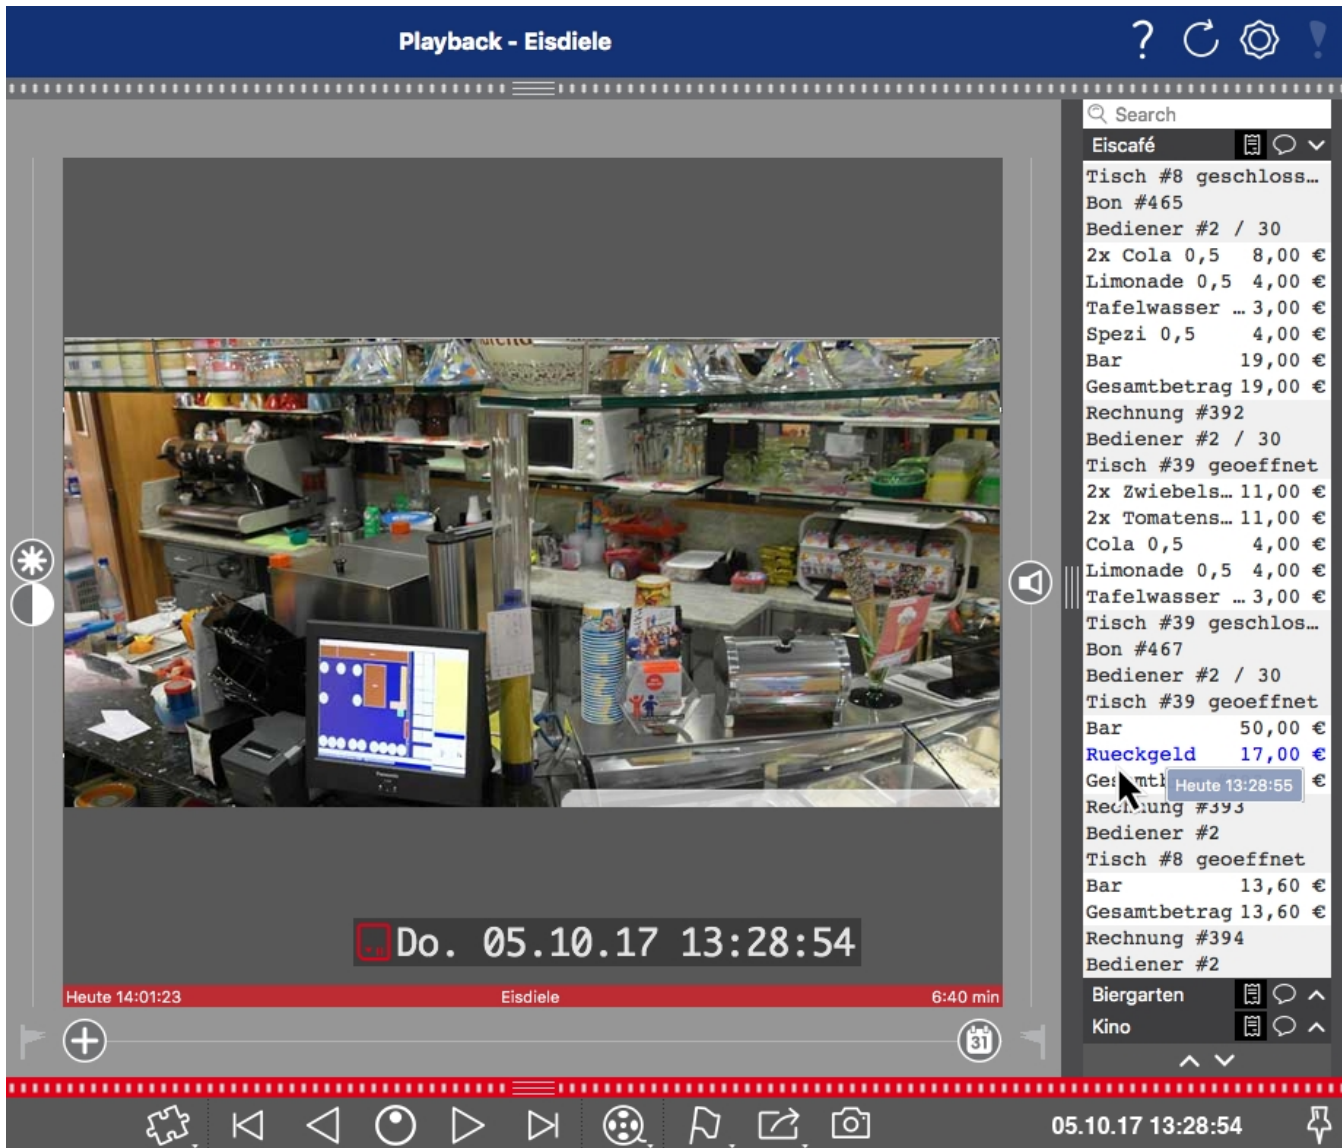 Playback - Eisdiele
Search
Eiscafé
Tisch #8 geschloss…
Bon #465
Bediener #2 / 30
2x Cola 0,5 8,00 €
Limonade 0,5 4,00 €
Tafelwasser … 3,00 €
Spezi 0,5 4,00 €
Bar 19,00 €
Gesamtbetrag 19,00 €
Rechnung #392
Bediener #2 / 30
Tisch #39 geoeffnet
2x Zwiebels… 11,00 €
2x Tomatens… 11,00 €
Cola 0,5 4,00 €
Limonade 0,5 4,00 €
Tafelwasser … 3,00 €
Tisch #39 geschlos…
Bon #467
Bediener #2 / 30
Tisch #39 geoeffnet
Bar 50,00 €
Rueckgeld 17,00 €
€
Heute 13:28:55
Rechnung #393
Bediener #2
Tisch #8 geoeffnet
Bar 13,60 €
Gesamtbetrag 13,60 €
Rechnung #394
Bediener #2
Biergarten
Kino
Panasonic
Do. 05.10.17 13:28:54
Heute 14:01:23 Eisdiele 6:40 min
31
05.10.17 13:28:54